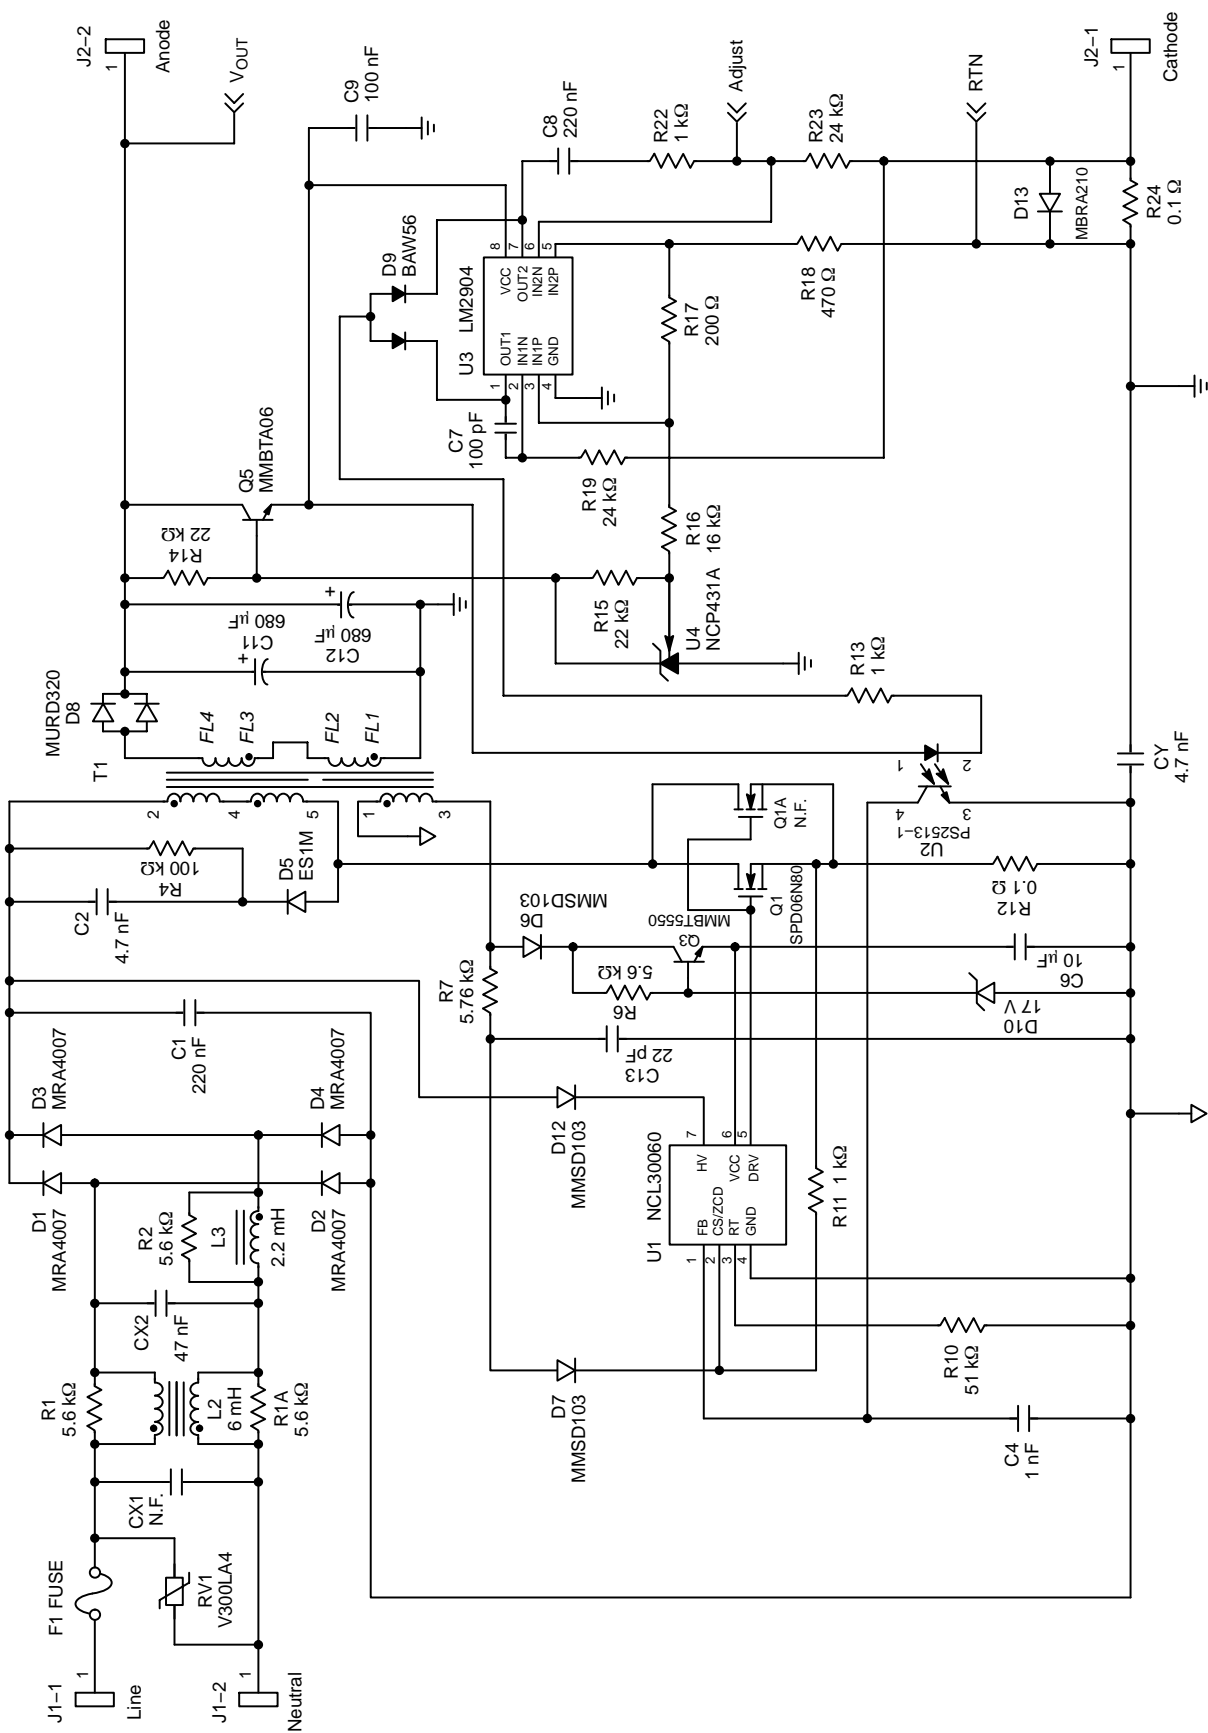 J1−1
1
Line
F1 FUSE
RV1
V300LA4
J1−2
1
Neutral
CX1
N.F.
R1
5.6 kΩ
L2
6 mH
R1A
5.6 kΩ
CX2
47 nF
R2
5.6 kΩ
L3
2.2 mH
D1
MRA4007
D2
MRA4007
D3
MRA4007
D4
MRA4007
C1
220 nF
C2
4.7 nF
R4
100 kΩ
D5
ES1M
T1
2
4
5
1
3
FL4
FL3
FL2
FL1
MURD320
D8
C11
680 μF
+
C12
680 μF
+
R14
22 kΩ
Q5
MMBTA06
J2−2
1
Anode
VOUT
C9
100 nF
D9
BAW56
C8
220 nF
R22
1 kΩ
Adjust
R23
24 kΩ
RTN
J2−1
1
Cathode
U3
LM2904
OUT1
IN1N
IN1P
GND
VCC
OUT2
IN2N
IN2P
1
2
3
4
8
7
6
5
C7
100 pF
R19
24 kΩ
R17
200 Ω
R18
470 Ω
D13
MBRA210
R24
0.1 Ω
R16
16 kΩ
R15
22 kΩ
U4
NCP431A
R13
1 kΩ
CY
4.7 nF
1
2
4
3
PS2513−1
U2
Q1A
N.F.
Q1
SPD06N80
R12
0.1 Ω
D6
MMSD103
Q3
MMBT5550
R6
5.6 kΩ
C6
10 μF
D10
17 V
R7
5.76 kΩ
C13
22 pF
D12
MMSD103
D7
MMSD103
U1
NCL30060
FB
CS/ZCD
RT
GND
HV
VCC
DRV
1
2
3
4
7
6
5
R11 1 kΩ
R10
51 kΩ
C4
1 nF